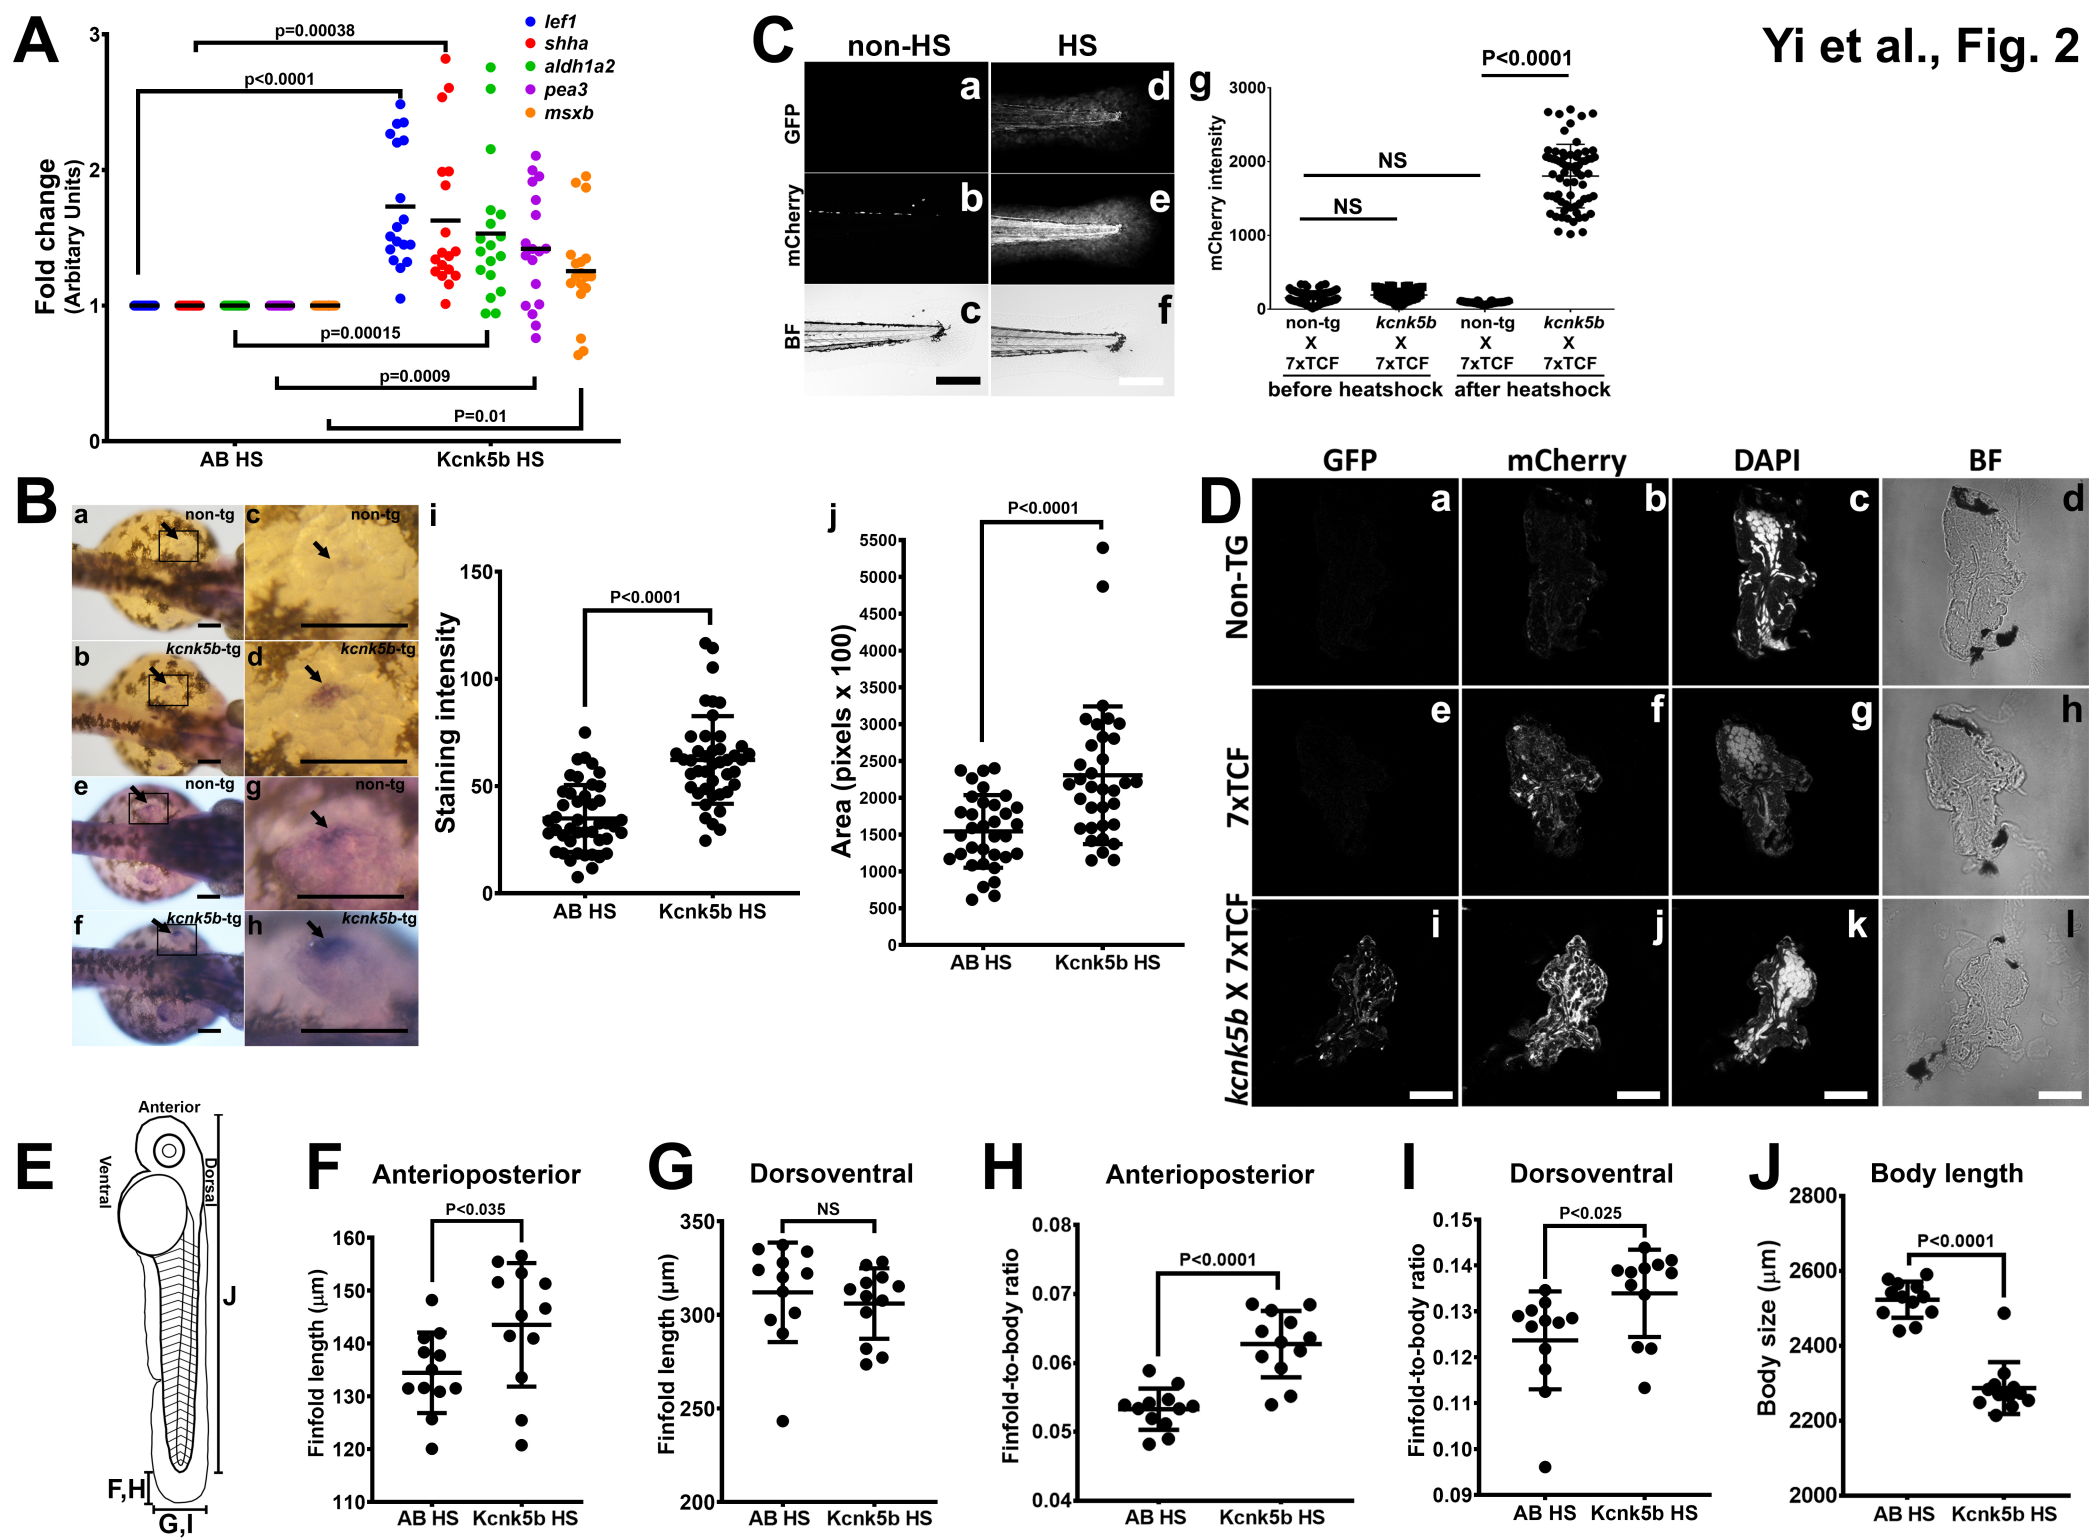 Yi et al., Fig. 2
A
3
2
1
0
Fold change
(Arbitary Units)
p=0.00038
p<0.0001
p=0.00015
p=0.0009
P=0.01
lef1
shha
aldh1a2
pea3
msxb
AB HS
Kcnk5b HS
B
a
non-tg
c
non-tg
b
kcnk5b-tg
d
kcnk5b-tg
e
non-tg
g
non-tg
f
kcnk5b-tg
h
kcnk5b-tg
i
Staining intensity
150
100
50
0
P<0.0001
AB HS
Kcnk5b HS
j
Area (pixels x 100)
5500
5000
4500
4000
3500
3000
2500
2000
1500
1000
500
0
P<0.0001
AB HS
Kcnk5b HS
C
non-HS
HS
GFP
mCherry
BF
a
d
b
e
c
f
g
mCherry intensity
3000
2000
1000
0
P<0.0001
NS
NS
non-tg
X
7xTCF
kcnk5b
X
7xTCF
non-tg
X
7xTCF
kcnk5b
X
7xTCF
before heatshock
after heatshock
D
GFP
mCherry
DAPI
BF
Non-TG
7xTCF
kcnk5b X 7xTCF
a
b
c
d
e
f
g
h
i
j
k
l
E
Anterior
Ventral
Dorsal
J
F,H
G,I
F
Anterioposterior
Finfold length (μm)
160
150
140
130
120
110
P<0.035
AB HS
Kcnk5b HS
G
Dorsoventral
Finfold length (μm)
350
300
250
200
NS
AB HS
Kcnk5b HS
H
Anterioposterior
Finfold-to-body ratio
0.08
0.07
0.06
0.05
0.04
P<0.0001
AB HS
Kcnk5b HS
I
Dorsoventral
Finfold-to-body ratio
0.15
0.14
0.13
0.12
0.11
0.10
0.09
P<0.025
AB HS
Kcnk5b HS
J
Body length
Body size (μm)
2800
2600
2400
2200
2000
P<0.0001
AB HS
Kcnk5b HS